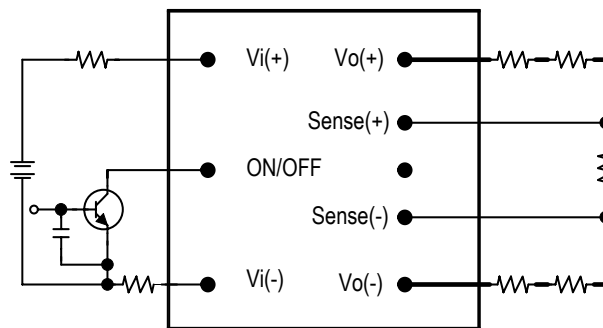 Vi(+) Vo(+)
Sense(+)
ON/OFF
Sense(-)
Vi(-) Vo(-)